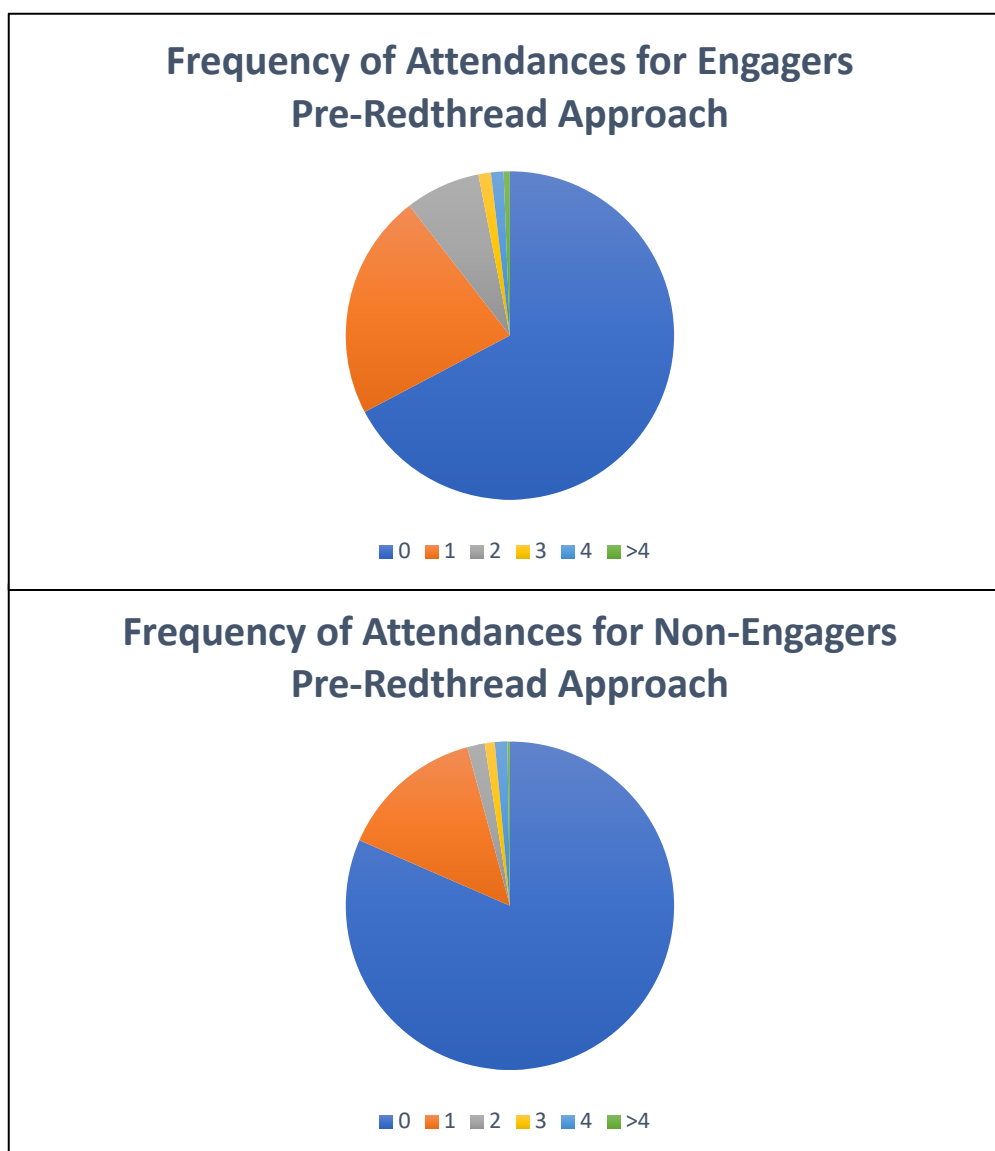 Frequency of Attendances for Engagers
Pre-Redthread Approach
0 1 2 3 4 >4
Frequency of Attendances for Non-Engagers
Pre-Redthread Approach
0 1 2 3 4 >4